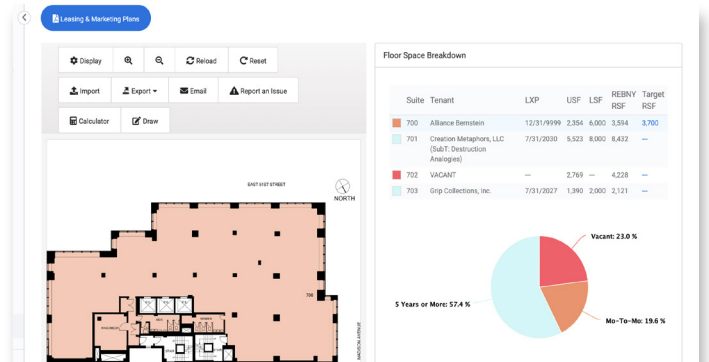 Leasing & Marketing Plans
Display Reload Reset
Import Export Email Report an Issue
Calculator Draw
EAST 51ST STREET
NORTH
700
MADISON AVENUE
Floor Space Breakdown
Suite Tenant LXP USF LSF REBNY RSF Target RSF
700 Alliance Bernstein 12/31/9999 2,354 6,000 3,594 3,700
701 Creation Metaphors, LLC 7/31/2030 5,523 8,000 8,432 —
(SubT: Destruction
Analogies)
702 VACANT — 2,769 — 4,228 —
703 Grip Collections, Inc. 7/31/2027 1,390 2,000 2,121 —
Vacant: 23.0 %
5 Years or More: 57.4 %
Mo-To-Mo: 19.6 %